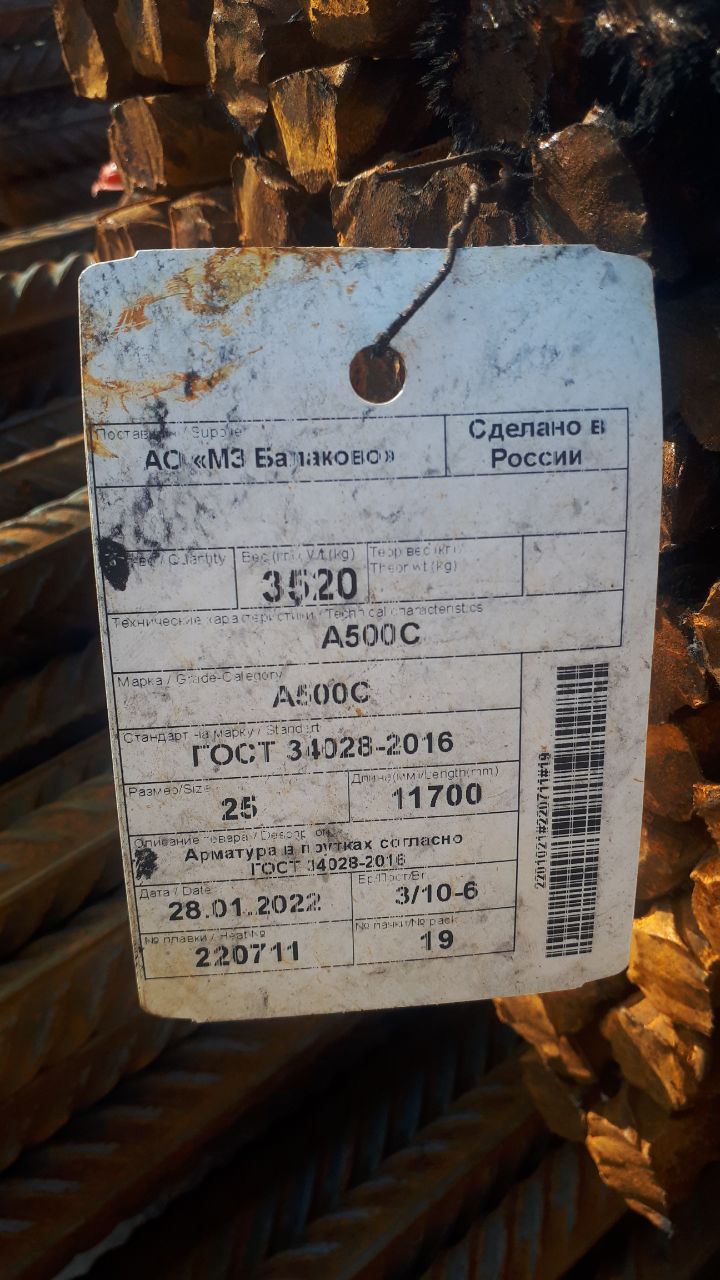 Поставщик / Supplier
АО «МЗ Балаково»
Сделано в
России
Quantity
Вес (кг) / Wt (kg)
3520
Теор вес (кг) /
Theor wt (kg)
Технические характеристики / Technical characteristics
А500С
Марка / Grade-Category
А500С
Стандарт на марку / Standart
ГОСТ 34028-2016
Размер/Size
25
Длина(мм)/Length(mm)
11700
Описание товара / Description
Арматура в прутках согласно
ГОСТ 34028-2016
Дата / Date
28.01.2022
Бр/Пост/Br
3/10-6
№ плавки / Heat №
220711
№ пачки/№ pack
19
2201021#220711#19